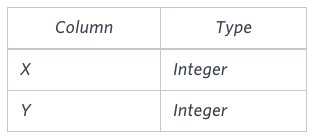 Column Type
X Integer
Y Integer